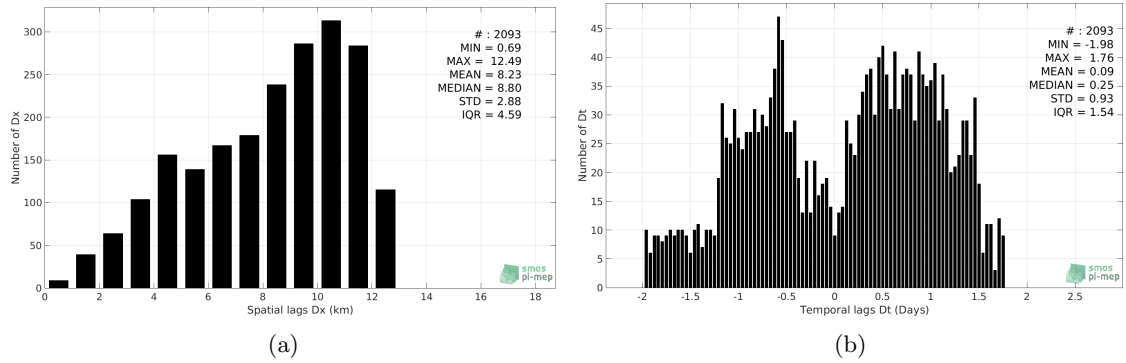 300
250
200
150
100
50
0
Number of Dx
# : 2093
MIN = 0.69
MAX = 12.49
MEAN = 8.23
MEDIAN = 8.80
STD = 2.88
IQR = 4.59
smos
pi-mep
0 2 4 6 8 10 12 14 16 18
Spatial lags Dx (km)
(a)
45
40
35
30
25
20
15
10
5
0
Number of Dt
# : 2093
MIN = -1.98
MAX = 1.76
MEAN = 0.09
MEDIAN = 0.25
STD = 0.93
IQR = 1.54
smos
pi-mep
-2 -1.5 -1 -0.5 0 0.5 1 1.5 2 2.5
Temporal lags Dt (Days)
(b)